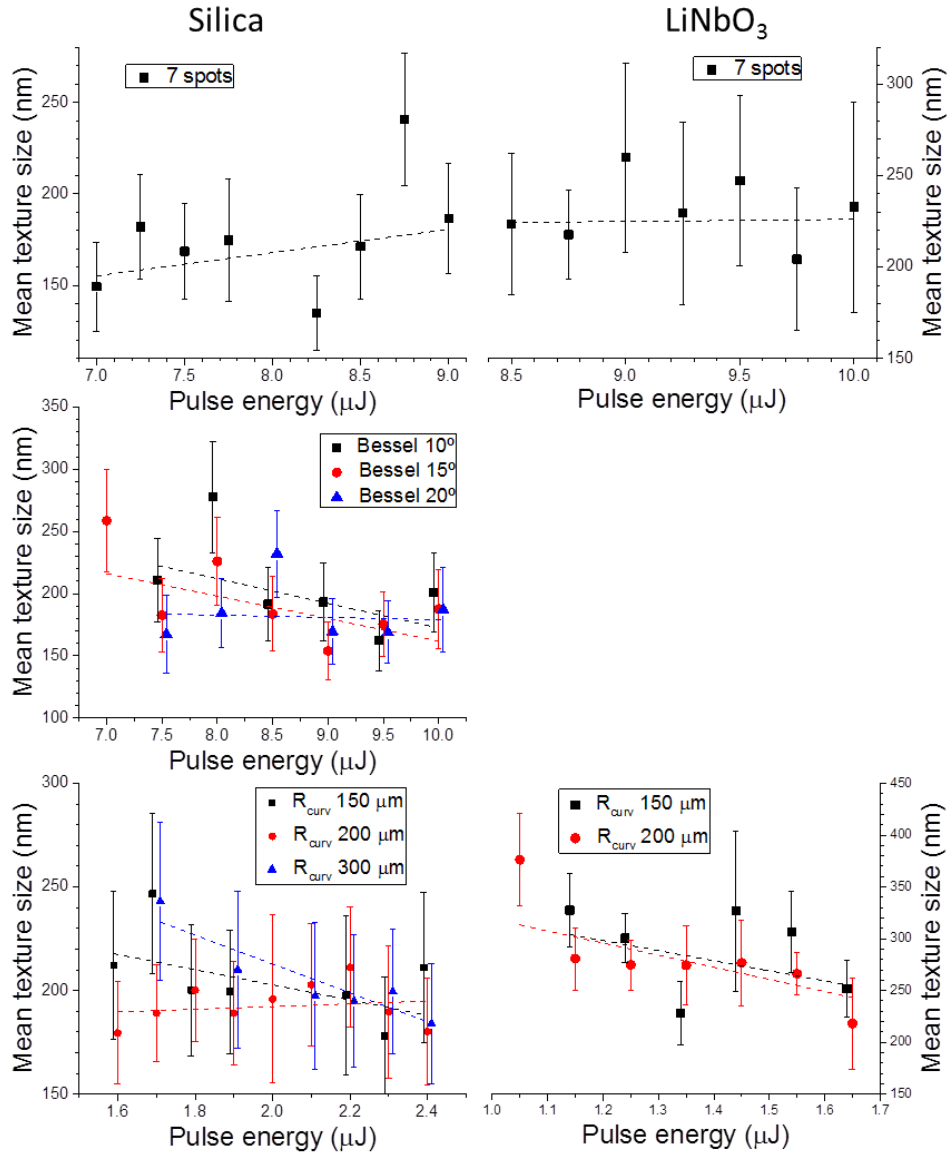 Silica
LiNbO3
Mean texture size (nm)
250
200
150
7 spots
7.0 7.5 8.0 8.5 9.0
Pulse energy (μJ)
7 spots
300
250
200
150
Mean texture size (nm)
8.5 9.0 9.5 10.0
Pulse energy (μJ)
Mean texture size (nm)
350
300
250
200
150
100
Bessel 10º
Bessel 15º
Bessel 20º
7.0 7.5 8.0 8.5 9.0 9.5 10.0
Pulse energy (μJ)
Mean texture size (nm)
300
250
200
150
Rcurv 150 μm
Rcurv 200 μm
Rcurv 300 μm
1.6 1.8 2.0 2.2 2.4
Pulse energy (μJ)
Rcurv 150 μm
Rcurv 200 μm
450
400
350
300
250
200
150
Mean texture size (nm)
1.0 1.1 1.2 1.3 1.4 1.5 1.6 1.7
Pulse energy (μJ)